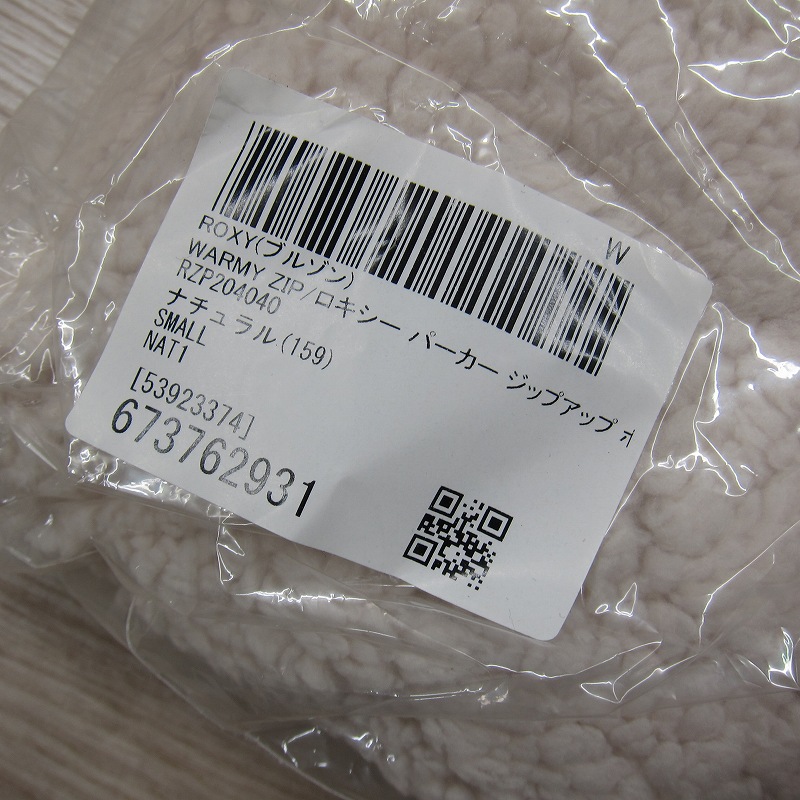 W
ROXY(ブルゾン)
WARMY ZIP/ロキシー パーカー ジップアップ オ
RZP204040
ナチュラル(159)
SMALL
NAT1
[53923374]
673762931